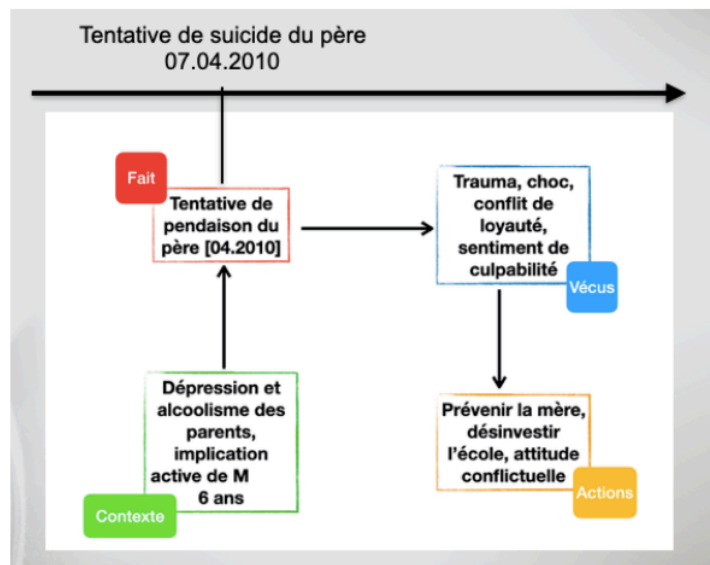 Tentative de suicide du père
07.04.2010
Fait
Tentative de
pendaison du
père [04.2010]
Trauma, choc,
conflit de
loyauté,
sentiment de
culpabilité
Vécus
Dépression et
alcoolisme des
parents,
implication
active de M
6 ans
Contexte
Prévenir la mère,
désinvestir
l'école, attitude
conflictuelle
Actions